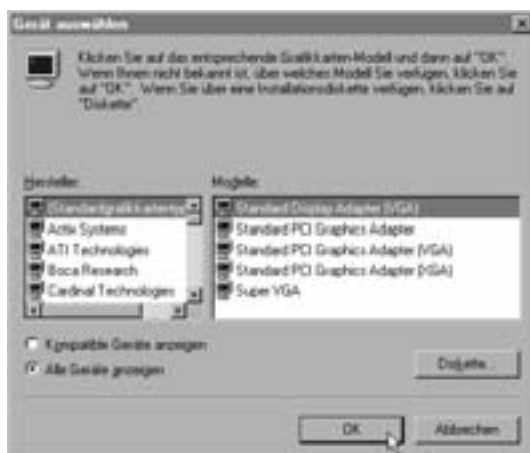 Gerät auswählen
Klicken Sie auf das entsprechende Grafikkarten-Modell und dann auf "OK".
Wenn Ihnen nicht bekannt ist, über welches Modell Sie verfügen, klicken Sie
auf "OK". Wenn Sie über eine Installationsdiskette verfügen, klicken Sie auf
"Diskette".
Hersteller:
(Standardgrafikkartentyp
Actix Systems
ATI Technologies
Boca Research
Cardinal Technologies
Modelle:
Standard Display Adapter (VGA)
Standard PCI Graphics Adapter
Standard PCI Graphics Adapter (VGA)
Standard PCI Graphics Adapter (XGA)
Super VGA
Kompatible Geräte anzeigen
Alle Geräte anzeigen
Diskette...
OK
Abbrechen